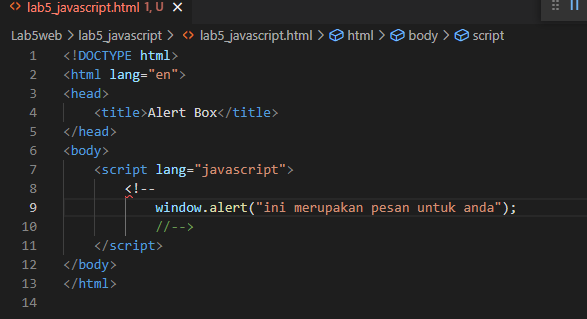 lab5_javascript.html 1, U
Lab5web > lab5_javascript > lab5_javascript.html > html > body > script
1 <!DOCTYPE html>
2 <html lang="en">
3 <head>
4 <title>Alert Box</title>
5 </head>
6 <body>
7 <script lang="javascript">
8 <!--
9 window.alert("ini merupakan pesan untuk anda");
10 //-->
11 </script>
12 </body>
13 </html>
14